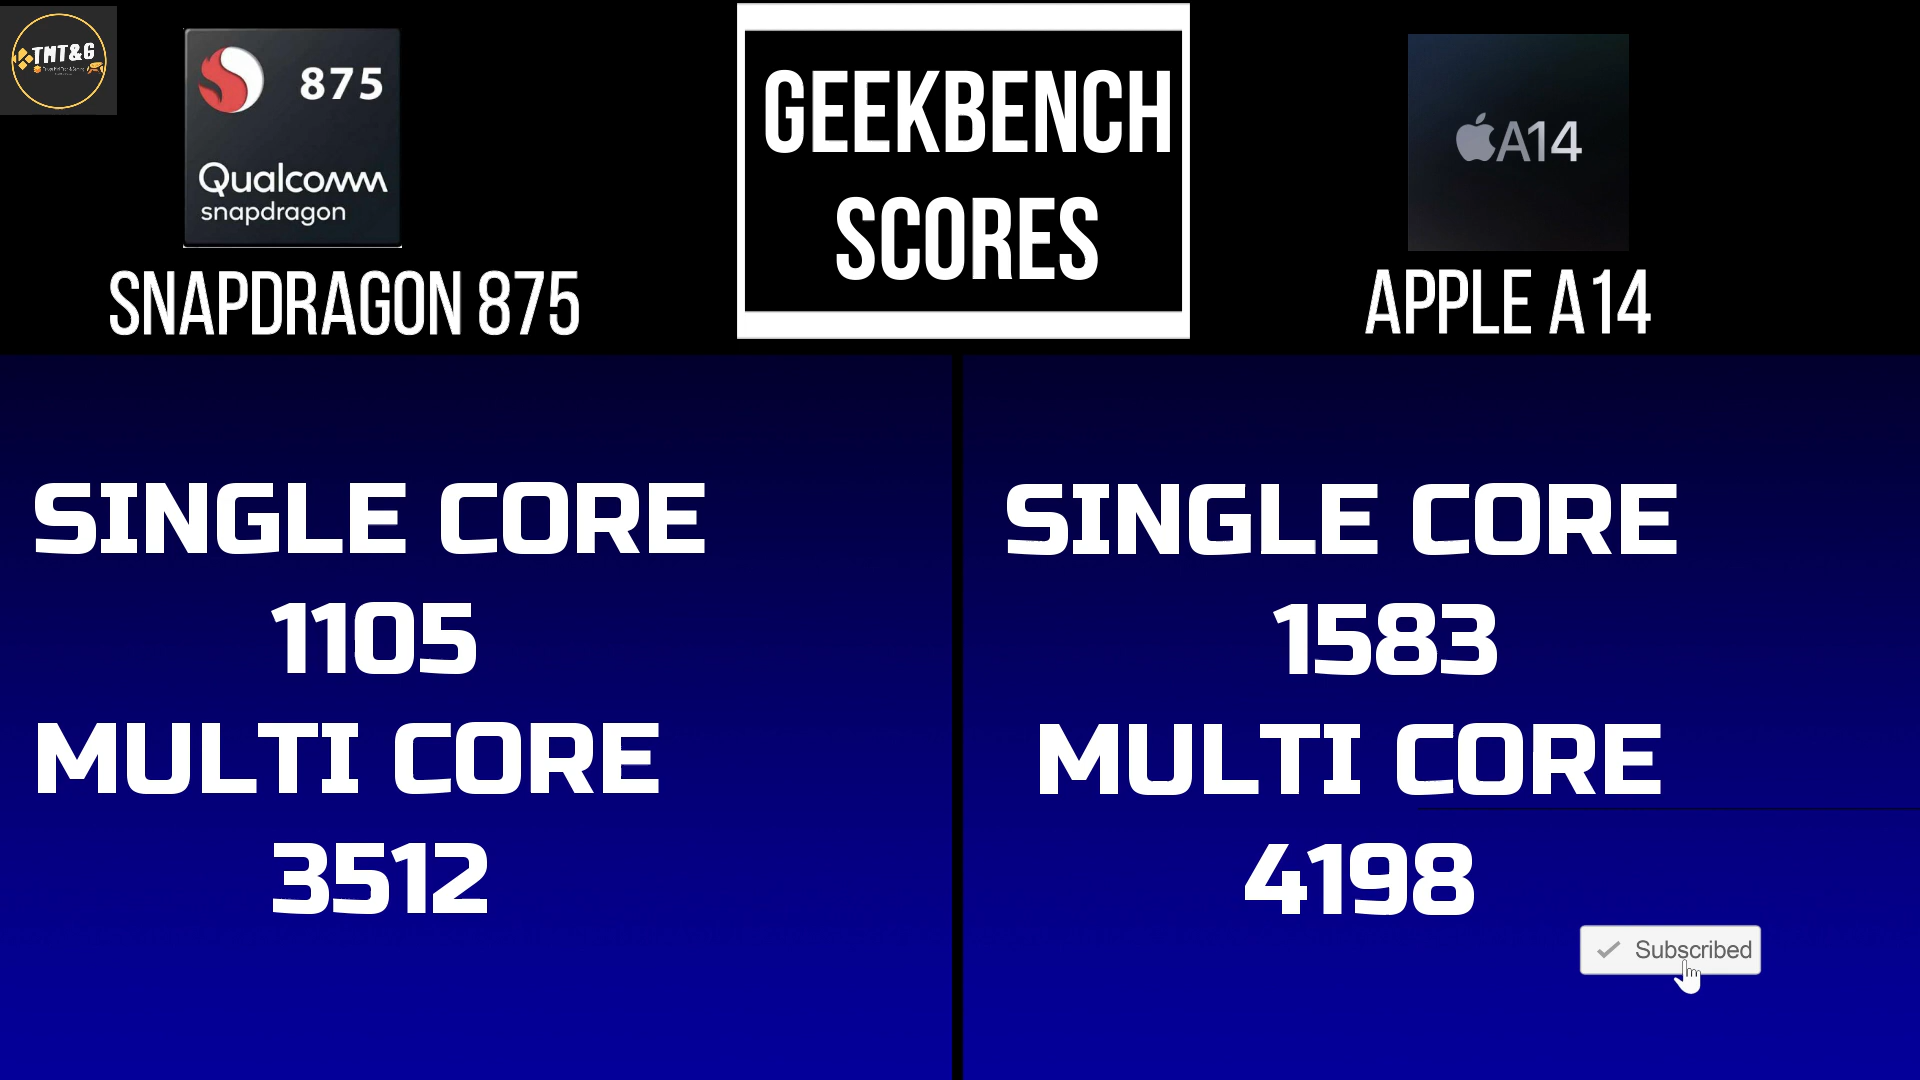 TMT&G
875
Qualcomm
snapdragon
SNAPDRAGON 875
GEEKBENCH
SCORES
A14
APPLE A14
SINGLE CORE
1105
MULTI CORE
3512
SINGLE CORE
1583
MULTI CORE
4198
Subscribed